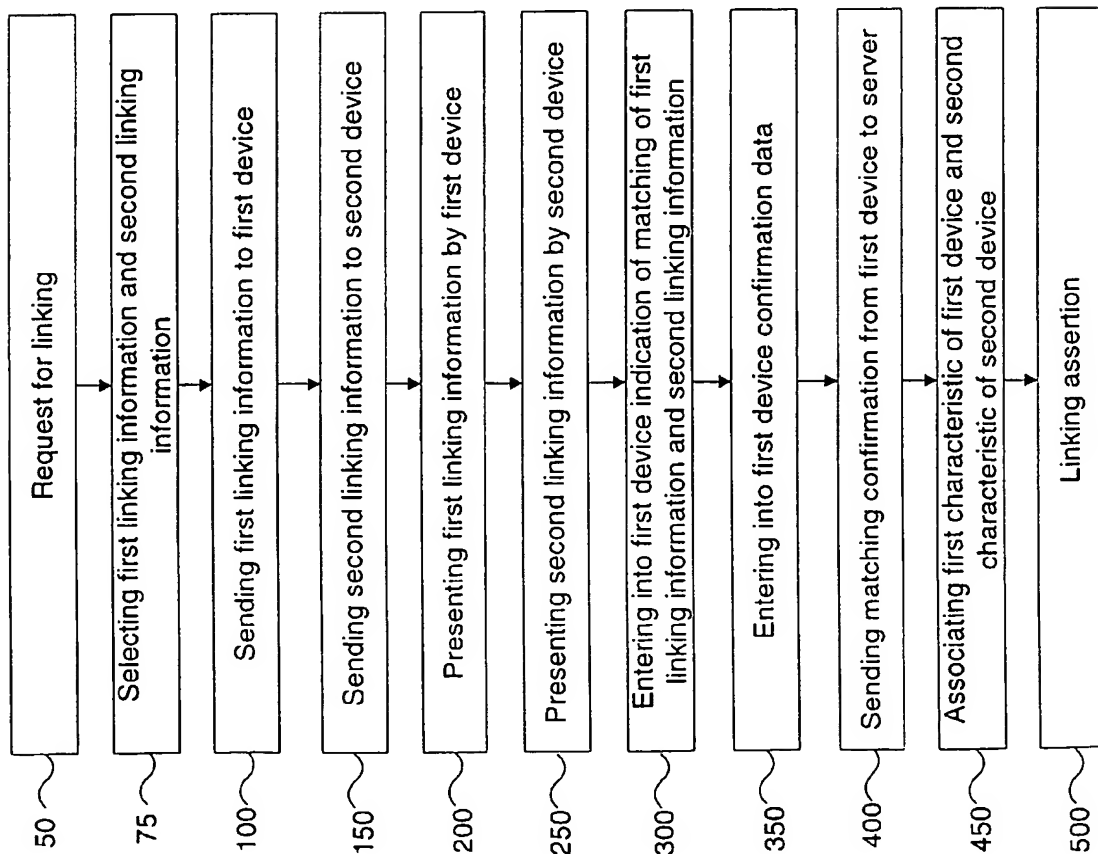 50
Request for linking
75
Selecting first linking information and second linking
information
100
Sending first linking information to first device
150
Sending second linking information to second device
200
Presenting first linking information by first device
250
Presenting second linking information by second device
300
Entering into first device indication of matching of first
linking information and second linking information
350
Entering into first device confirmation data
400
Sending matching confirmation from first device to server
450
Associating first characteristic of first device and second
characteristic of second device
500
Linking assertion